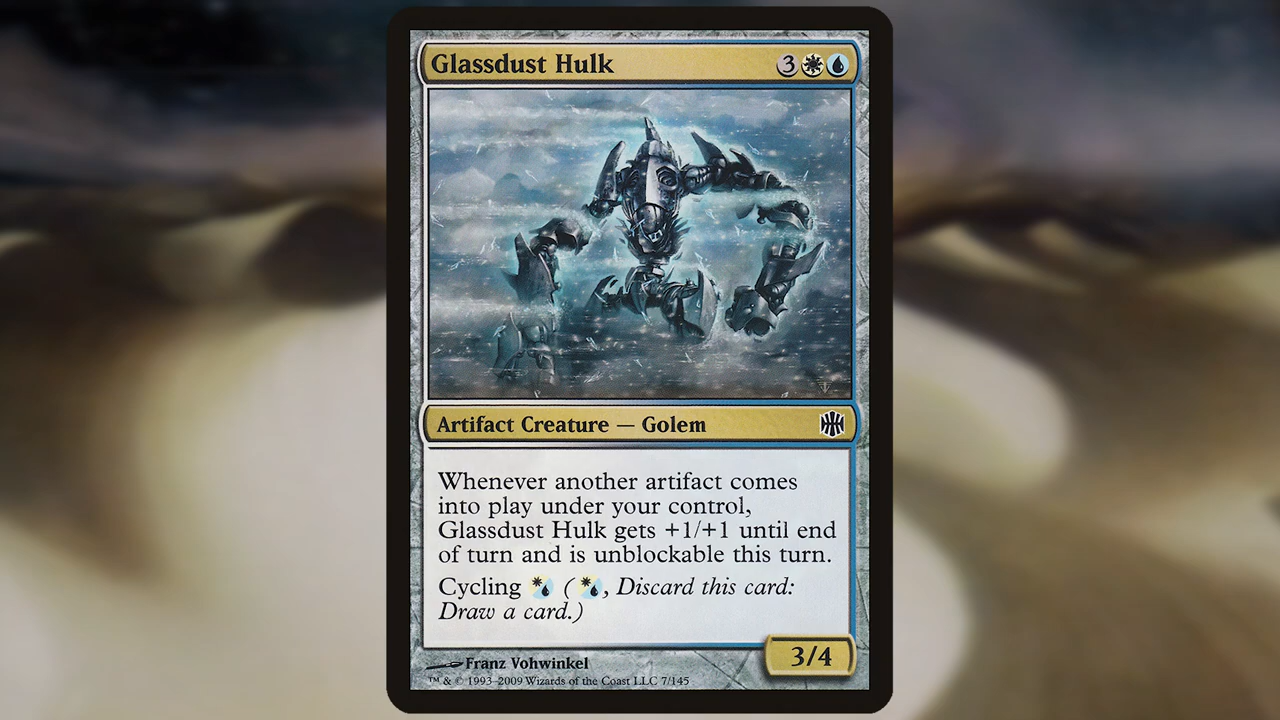 Glassdust Hulk 3
Artifact Creature — Golem
Whenever another artifact comes
into play under your control,
Glassdust Hulk gets +1/+1 until end
of turn and is unblockable this turn.
Cycling ( , Discard this card:
Draw a card.)
3/4
Franz Vohwinkel
™ & © 1993–2009 Wizards of the Coast LLC 7/145